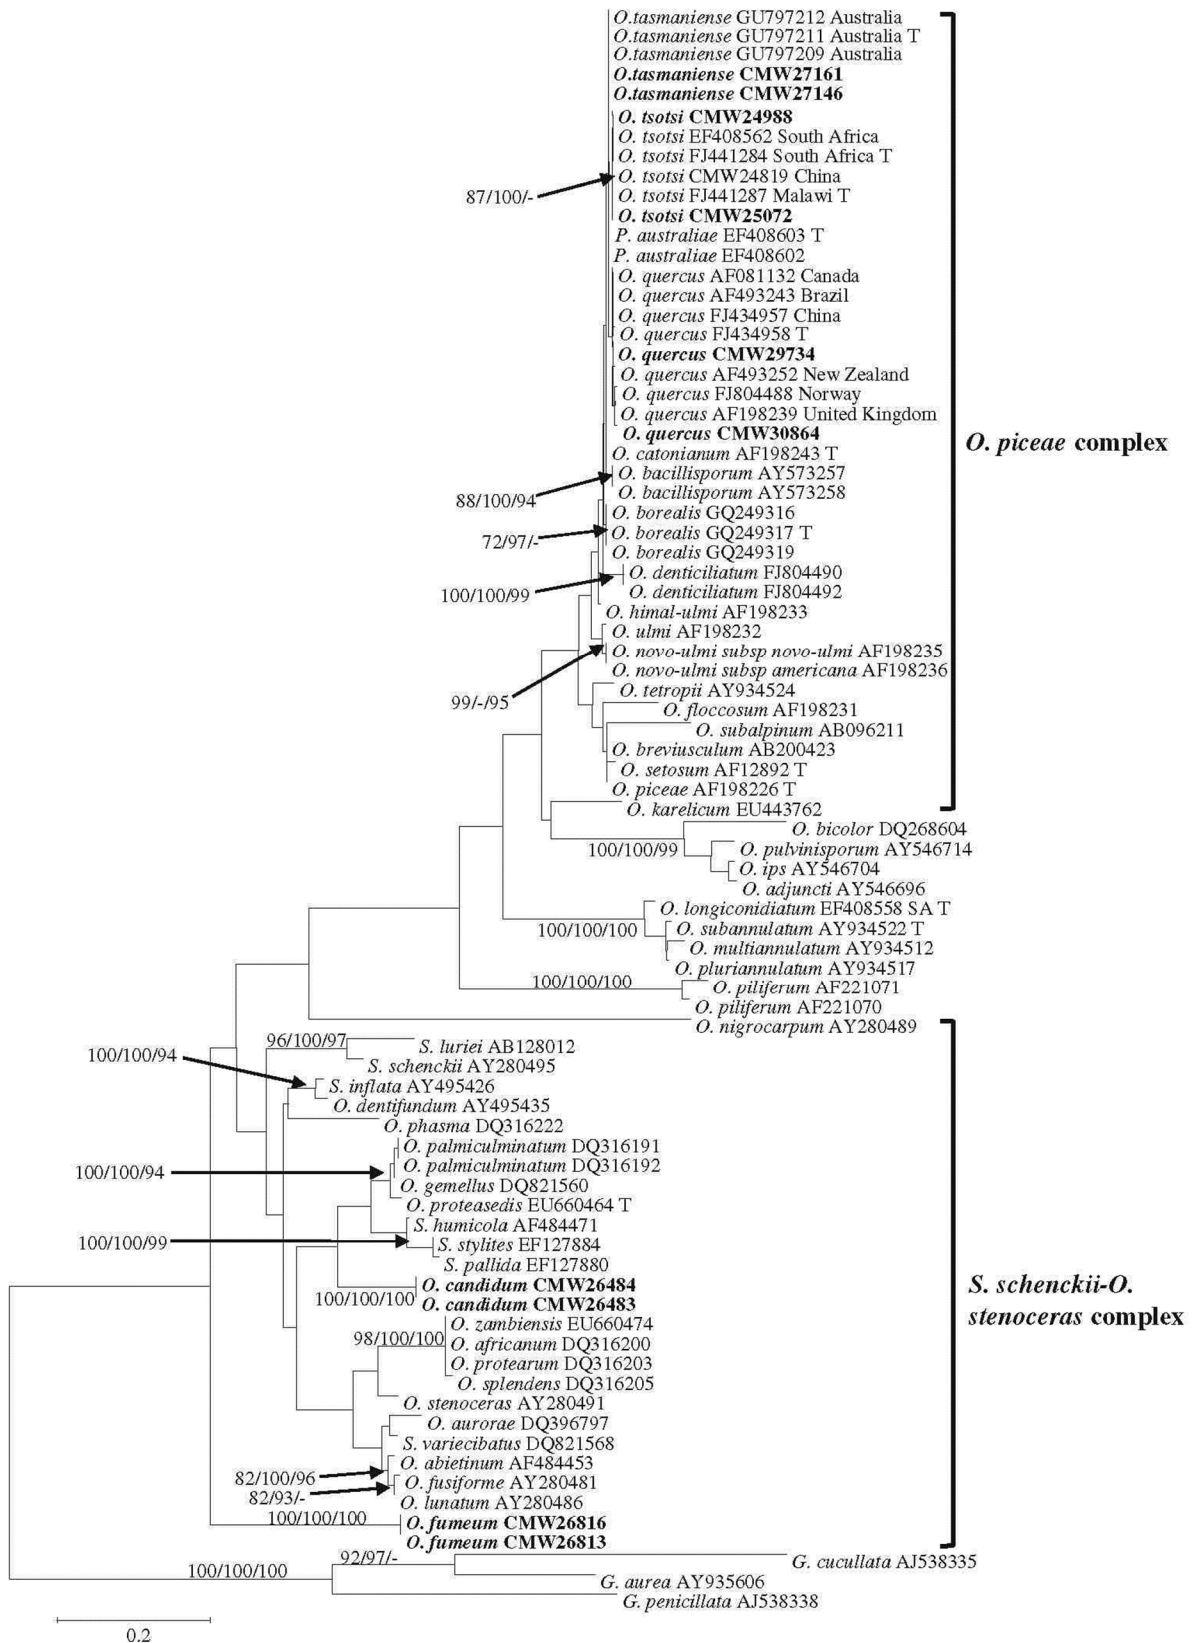 O.tasmaniense GU797212 Australia
O.tasmaniense GU797211 Australia T
O.tasmaniense GU797209 Australia
O.tasmaniense CMW27161
O.tasmaniense CMW27146
O. tsotsi CMW24988
O. tsotsi EF408562 South Africa
O. tsotsi FJ441284 South Africa T
O. tsotsi CMW24819 China
87/100/-
O. tsotsi FJ441287 Malawi T
O. tsotsi CMW25072
P. australiae EF408603 T
P. australiae EF408602
O. quercus AF081132 Canada
O. quercus AF493243 Brazil
O. quercus FJ434957 China
O. quercus FJ434958 T
O. quercus CMW29734
O. quercus AF493252 New Zealand
O. quercus FJ804488 Norway
O. quercus AF198239 United Kingdom
O. quercus CMW30864
O. piceae complex
O. catonianum AF198243 T
O. bacillisporum AY573257
O. bacillisporum AY573258
88/100/94
O. borealis GQ249316
O. borealis GQ249317 T
72/97/-
O. borealis GQ249319
O. denticiliatum FJ804490
O. denticiliatum FJ804492
100/100/99
O. himal-ulmi AF198233
O. ulmi AF198232
O. novo-ulmi subsp novo-ulmi AF198235
O. novo-ulmi subsp americana AF198236
O. tetropii AY934524
99/-/95
O. floccosum AF198231
O. subalpinum AB096211
O. breviusculum AB200423
O. setosum AF12892 T
O. piceae AF198226 T
O. karelicum EU443762
O. bicolor DQ268604
100/100/99
O. pulvinisporum AY546714
O. ips AY546704
O. adjuncti AY546696
O. longiconidiatum EF408558 SA T
100/100/100
O. subannulatum AY934522 T
O. multiannulatum AY934512
O. pluriannulatum AY934517
100/100/100
O. piliferum AF221071
O. piliferum AF221070
O. nigrocarpum AY280489
96/100/97
S. luriei AB128012
100/100/94
S. schenckii AY280495
S. inflata AY495426
O. dentifundum AY495435
O. phasma DQ316222
O. palmiculminatum DQ316191
O. palmiculminatum DQ316192
100/100/94
O. gemellus DQ821560
O. proteasedis EU660464 T
S. humicola AF484471
100/100/99
S. stylites EF127884
S. pallida EF127880
O. candidum CMW26484
100/100/100
O. candidum CMW26483
S. schenckii-O.
stenoceras complex
O. zambiensis EU660474
98/100/100
O. africanum DQ316200
O. protearum DQ316203
O. splendens DQ316205
O. stenoceras AY280491
O. aurorae DQ396797
S. variecibatus DQ821568
O. abietinum AF484453
82/100/96
O. fusiforme AY280481
82/93/-
O. lunatum AY280486
100/100/100
O. fumeum CMW26816
O. fumeum CMW26813
92/97/-
G. cucullata AJ538335
100/100/100
G. aurea AY935606
G. penicillata AJ538338
0.2